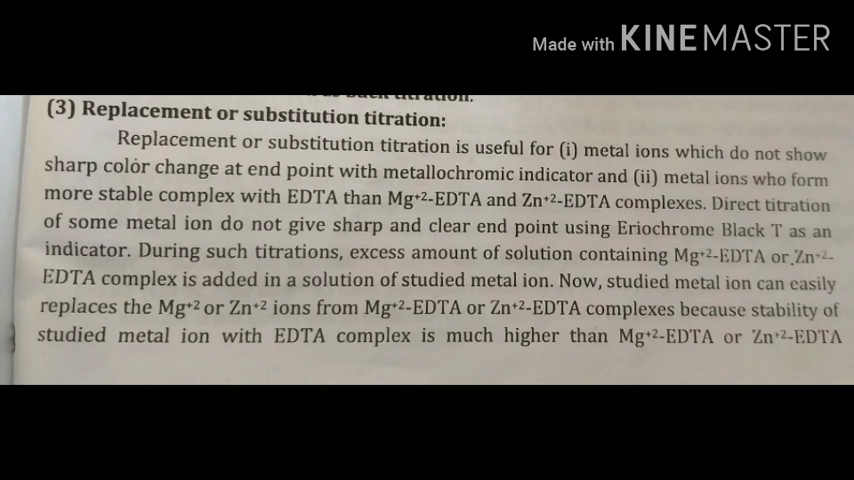 Made with KINEMASTER
Back titration.
(3) Replacement or substitution titration:
Replacement or substitution titration is useful for (i) metal ions which do not show
sharp color change at end point with metallochromic indicator and (ii) metal ions who form
more stable complex with EDTA than Mg⁺²-EDTA and Zn⁺²-EDTA complexes. Direct titration
of some metal ion do not give sharp and clear end point using Eriochrome Black T as an
indicator. During such titrations, excess amount of solution containing Mg⁺²-EDTA or Zn⁺²-
EDTA complex is added in a solution of studied metal ion. Now, studied metal ion can easily
replaces the Mg⁺² or Zn⁺² ions from Mg⁺²-EDTA or Zn⁺²-EDTA complexes because stability of
studied metal ion with EDTA complex is much higher than Mg⁺²-EDTA or Zn⁺²-EDTA